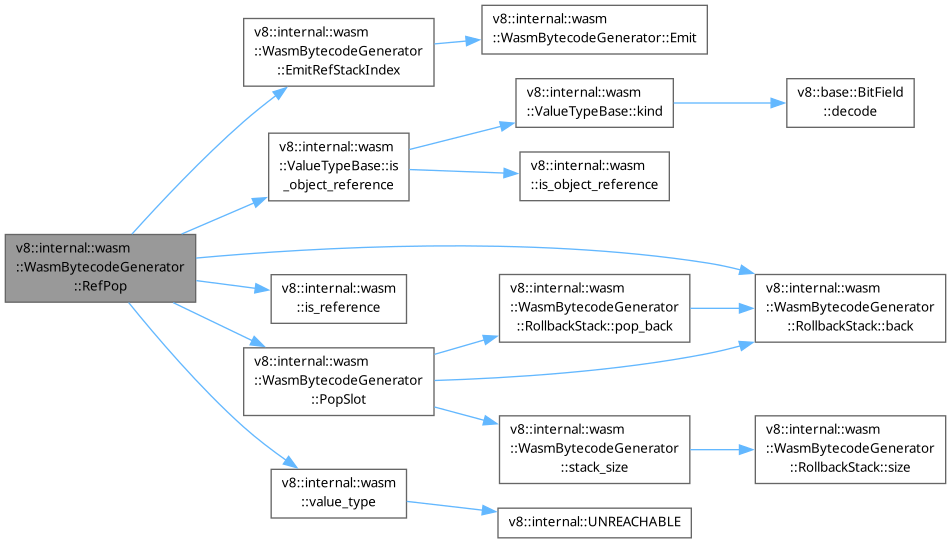 v8::internal::wasm
::WasmBytecodeGenerator
::RefPop
v8::internal::wasm
::WasmBytecodeGenerator
::EmitRefStackIndex
v8::internal::wasm
::WasmBytecodeGenerator::Emit
v8::internal::wasm
::ValueTypeBase::is
_object_reference
v8::internal::wasm
::ValueTypeBase::kind
v8::base::BitField
::decode
v8::internal::wasm
::is_object_reference
v8::internal::wasm
::is_reference
v8::internal::wasm
::WasmBytecodeGenerator
::PopSlot
v8::internal::wasm
::WasmBytecodeGenerator
::RollbackStack::pop_back
v8::internal::wasm
::WasmBytecodeGenerator
::RollbackStack::back
v8::internal::wasm
::WasmBytecodeGenerator
::stack_size
v8::internal::wasm
::WasmBytecodeGenerator
::RollbackStack::size
v8::internal::wasm
::value_type
v8::internal::UNREACHABLE